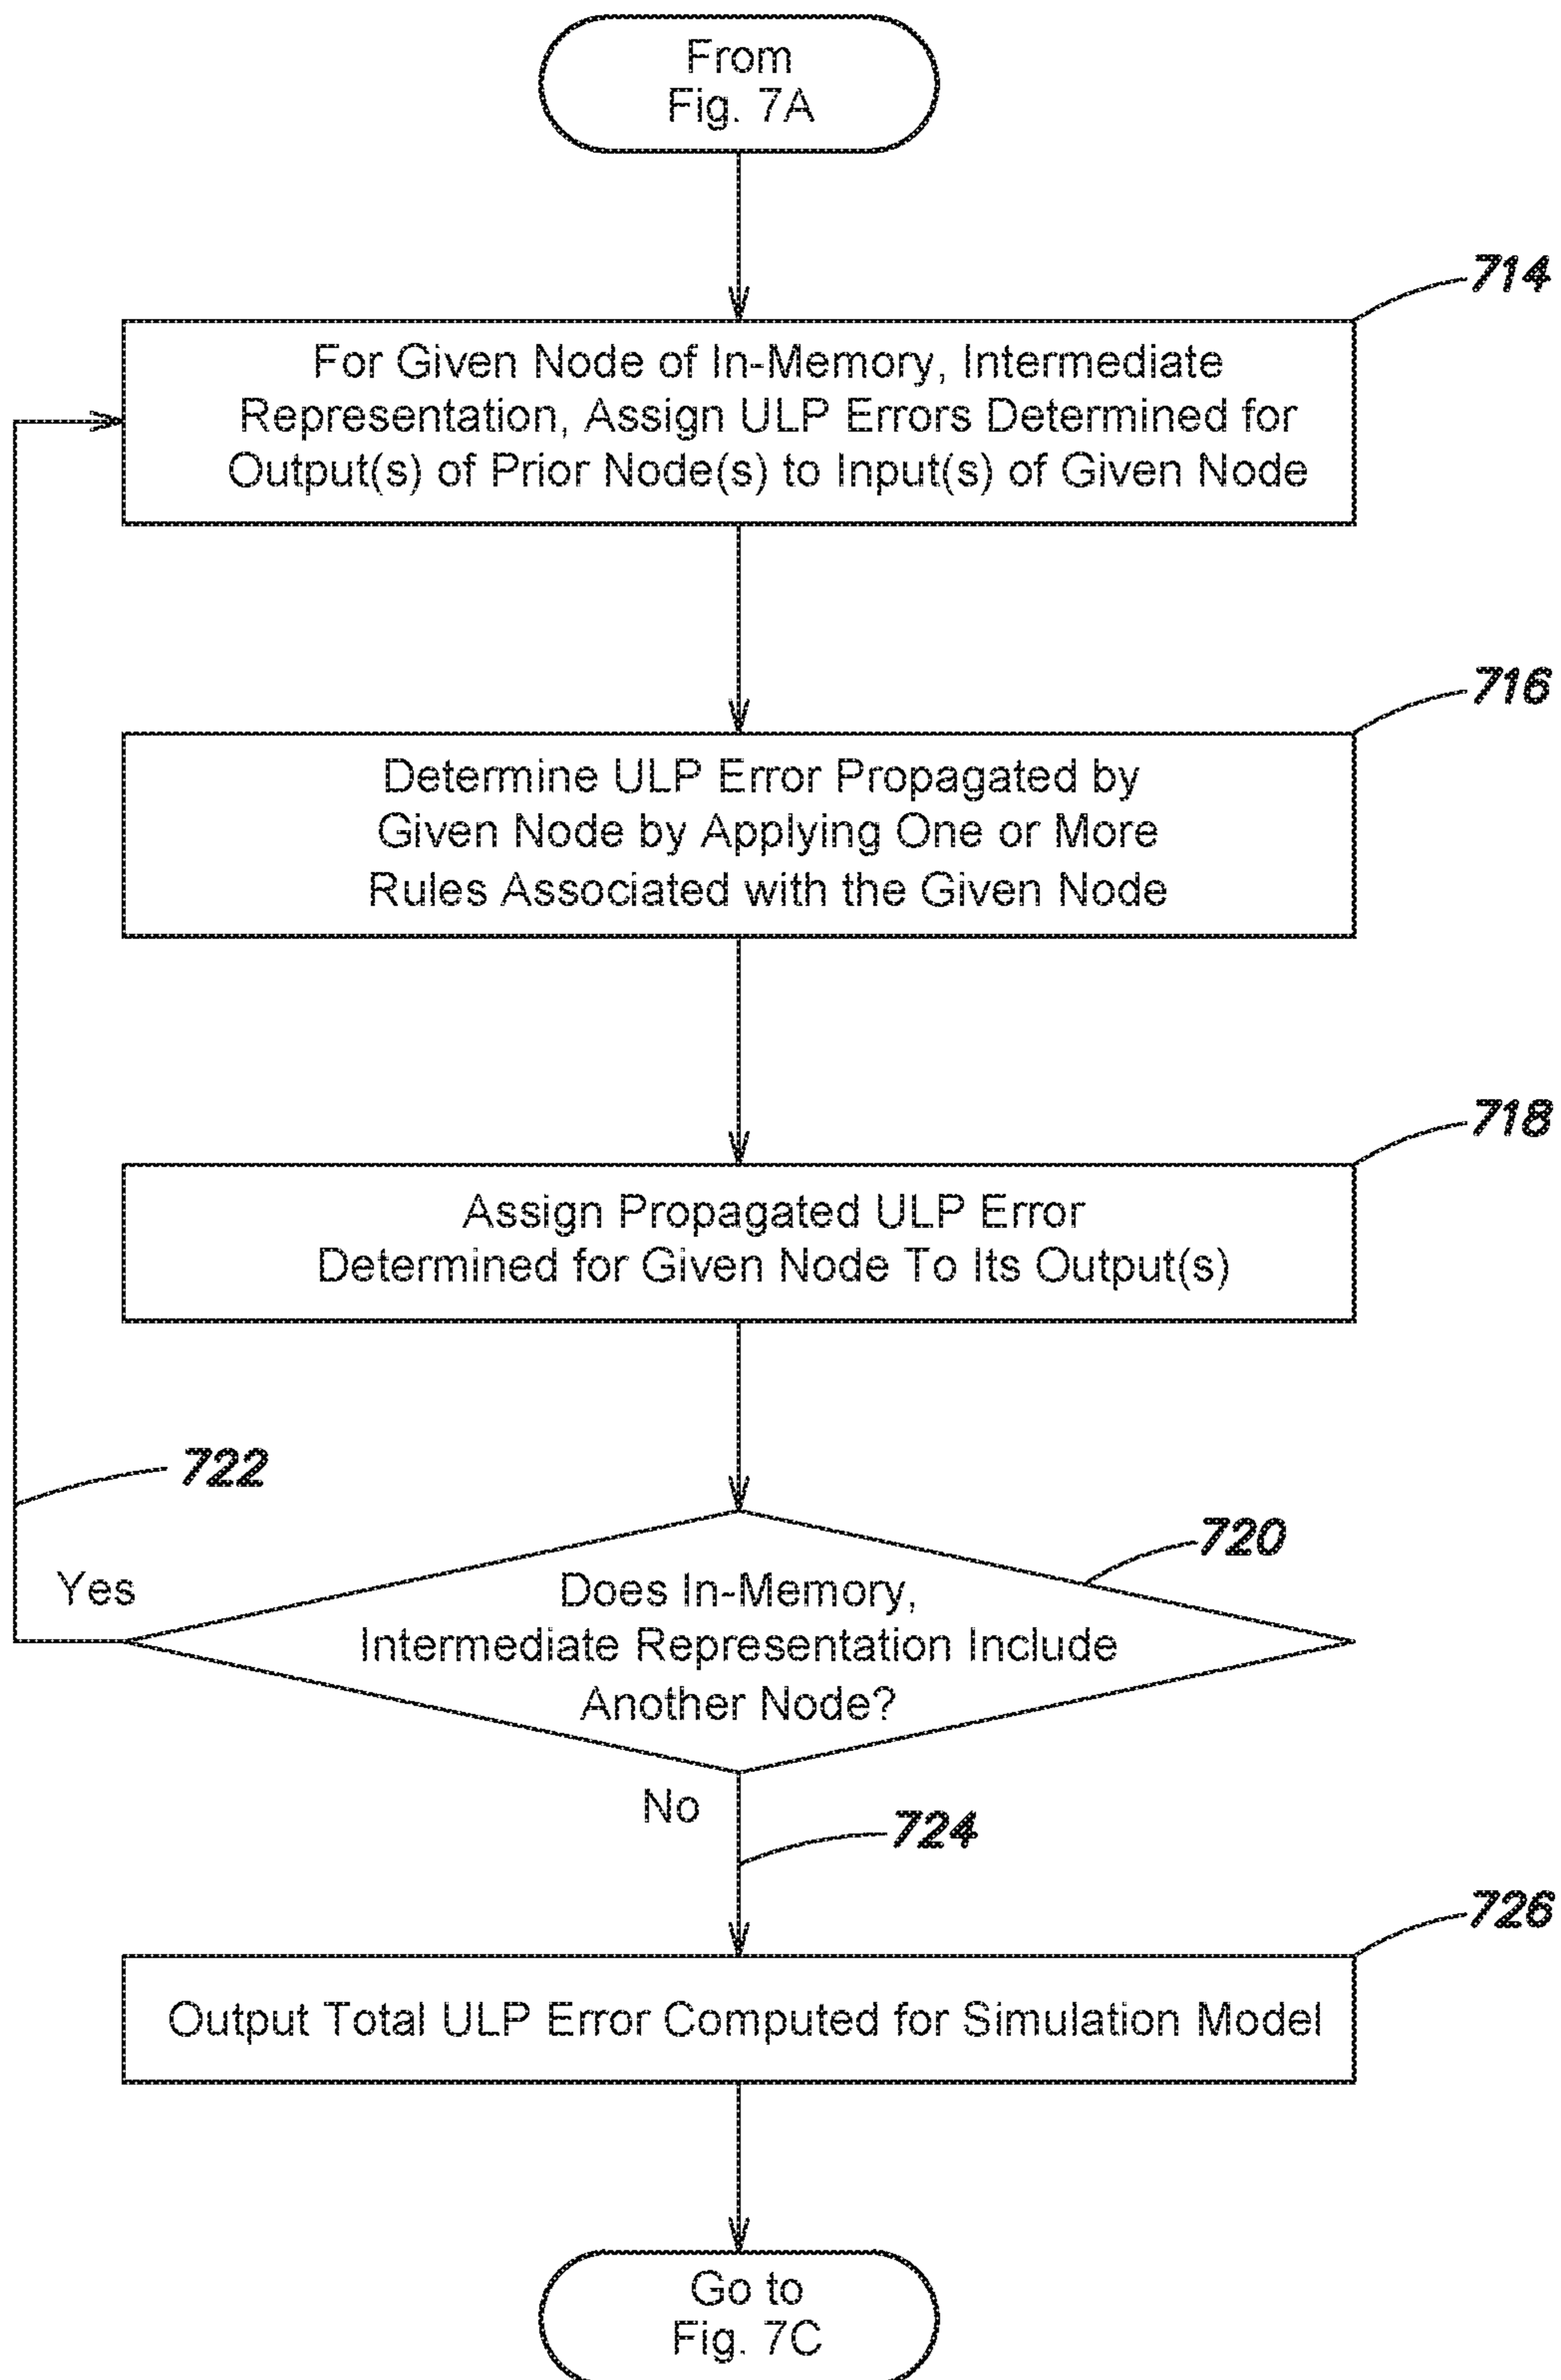 From
Fig. 7A
714
For Given Node of In-Memory, Intermediate
Representation, Assign ULP Errors Determined for
Output(s) of Prior Node(s) to Input(s) of Given Node
716
Determine ULP Error Propagated by
Given Node by Applying One or More
Rules Associated with the Given Node
718
Assign Propagated ULP Error
Determined for Given Node To Its Output(s)
722
720
Yes
Does In-Memory,
Intermediate Representation Include
Another Node?
No
724
726
Output Total ULP Error Computed for Simulation Model
Go to
Fig. 7C